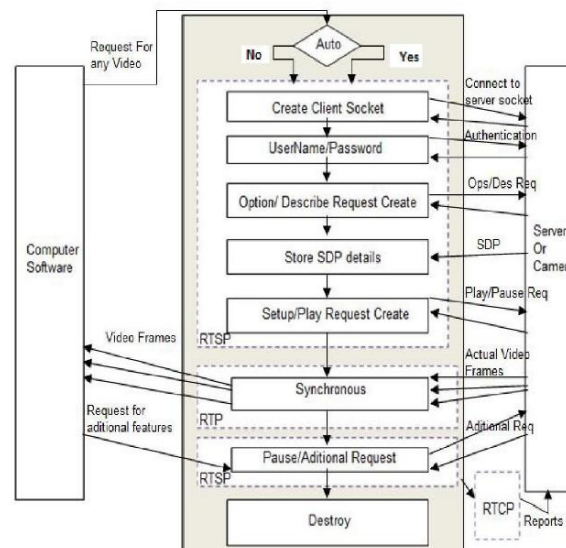 Request For
any Video
Auto
No
Yes
Connect to
server socket
Create Client Socket
Authentication
UserName/Password
Ops/Des Req
Option/ Describe Request Create
Computer
Software
Server
Or
Camer
SDP
Store SDP details
Play/Pause Req
Setup/Play Request Create
RTSP
Video Frames
Actual Video
Frames
Synchronous
RTP
Request for
aditional features
Aditional Req
Pause/Aditional Request
RTSP
RTCP
Reports
Destroy